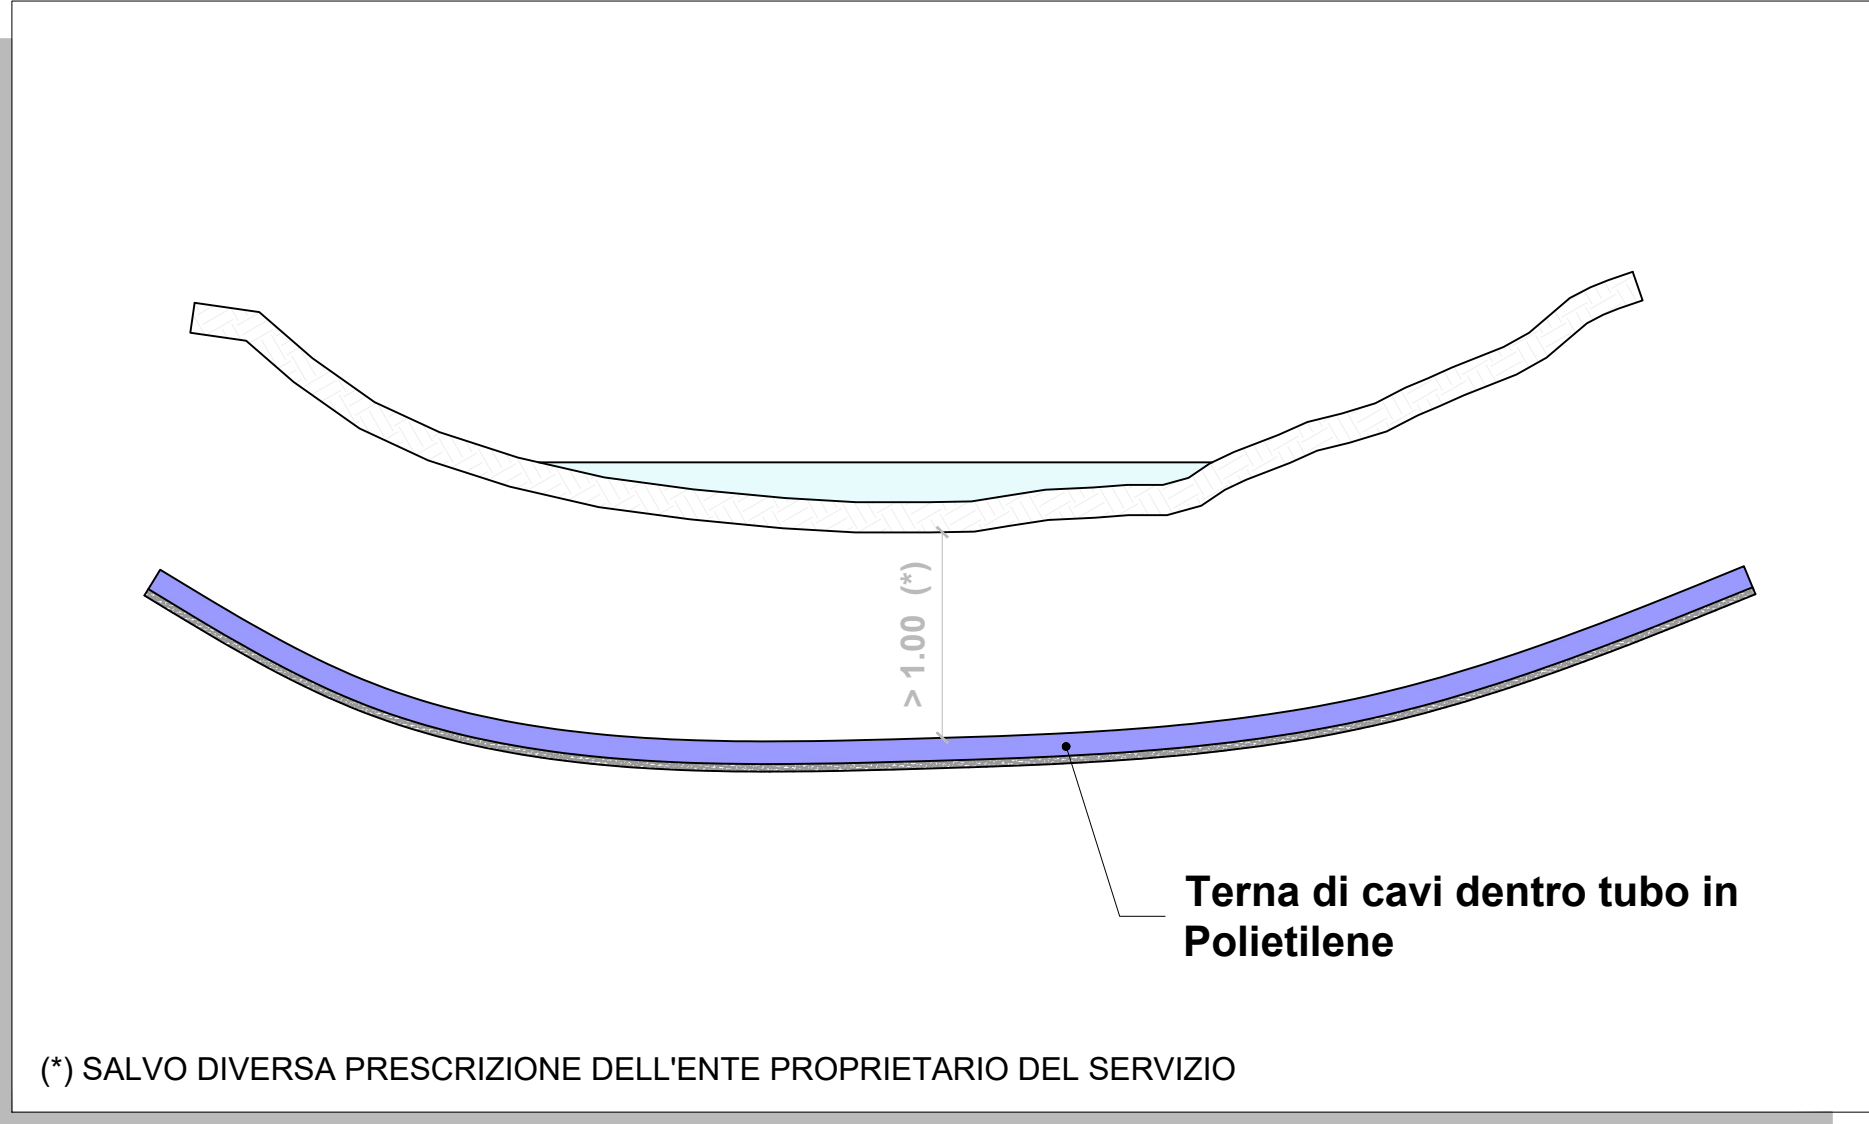 > 1.00 (*)
Terna di cavi dentro tubo in
Polietilene
(*) SALVO DIVERSA PRESCRIZIONE DELL'ENTE PROPRIETARIO DEL SERVIZIO